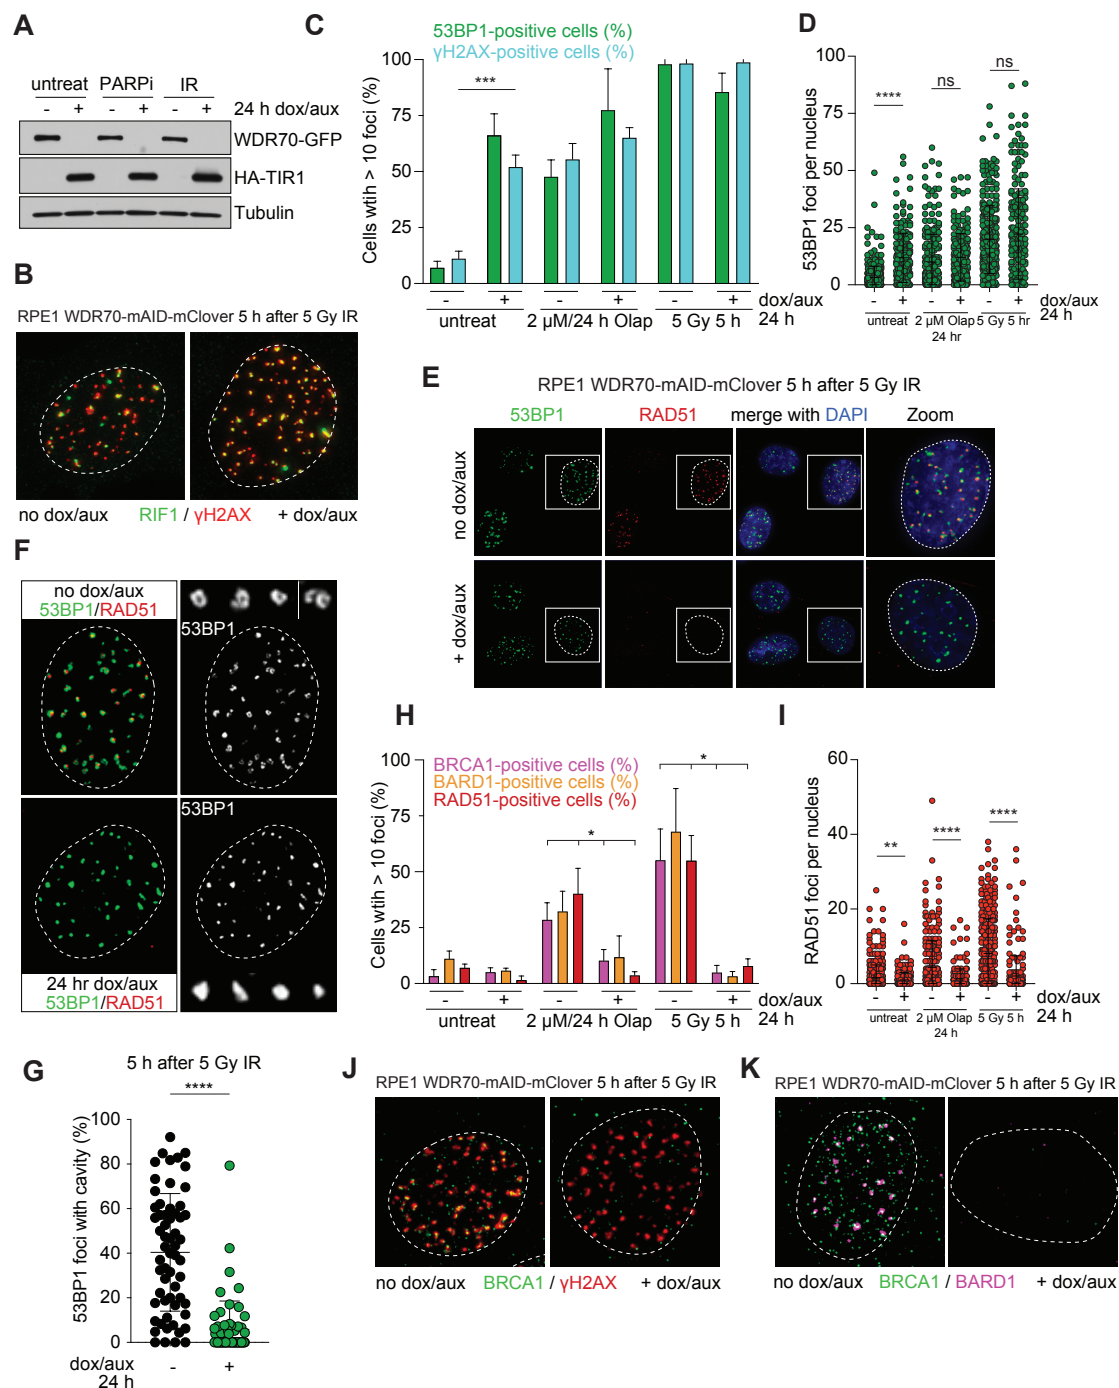 A
untreat PARPi IR
- + - + - + 24 h dox/aux
WDR70-GFP
HA-TIR1
Tubulin
B
RPE1 WDR70-mAID-mClover 5 h after 5 Gy IR
no dox/aux RIF1 / γH2AX + dox/aux
C
53BP1-positive cells (%)
γH2AX-positive cells (%)
Cells wtih > 10 foci (%)
100
75
50
25
0
***
- + - + - +
dox/aux
24 h
untreat 2 µM/24 h Olap 5 Gy 5 h
D
53BP1 foci per nucleus
100
75
50
25
0
**** ns ns
- + - + - +
dox/aux
24 h
untreat 2 µM Olap 5 Gy 5 hr
24 hr
E
RPE1 WDR70-mAID-mClover 5 h after 5 Gy IR
53BP1 RAD51 merge with DAPI Zoom
no dox/aux
+ dox/aux
F
no dox/aux
53BP1/RAD51
53BP1
53BP1
24 hr dox/aux
53BP1/RAD51
G
5 h after 5 Gy IR
****
53BP1 foci with cavity (%)
100
80
60
40
20
0
dox/aux - +
24 h
H
BRCA1-positive cells (%)
BARD1-positive cells (%)
RAD51-positive cells (%)
Cells wtih > 10 foci (%)
100
75
50
25
0
* *
- + - + - +
dox/aux
24 h
untreat 2 µM/24 h Olap 5 Gy 5 h
I
RAD51 foci per nucleus
60
40
20
0
** **** ****
- + - + - +
dox/aux
24 h
untreat 2 µM Olap 5 Gy 5 h
24 h
J
RPE1 WDR70-mAID-mClover 5 h after 5 Gy IR
no dox/aux BRCA1 / γH2AX + dox/aux
K
RPE1 WDR70-mAID-mClover 5 h after 5 Gy IR
no dox/aux BRCA1 / BARD1 + dox/aux